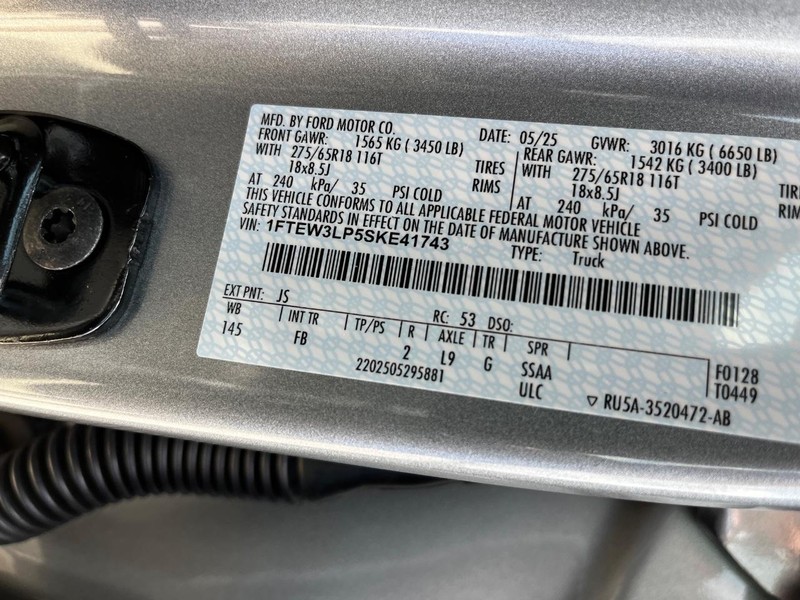 MFD. BY FORD MOTOR CO. DATE: 05/25 GVWR: 3016 KG ( 6650 LB)
FRONT GAWR: 1565 KG ( 3450 LB) REAR GAWR: 1542 KG ( 3400 LB)
WITH 275/65R18 116T TIRES WITH 275/65R18 116T TIRE
18x8.5J RIMS 18x8.5J RIMS
AT 240 kPa/ 35 PSI COLD AT 240 kPa/ 35 PSI COLD
THIS VEHICLE CONFORMS TO ALL APPLICABLE FEDERAL MOTOR VEHICLE
SAFETY STANDARDS IN EFFECT ON THE DATE OF MANUFACTURE SHOWN ABOVE.
VIN: 1FTEW3LP5SKE41743 TYPE: Truck
EXT PNT: JS RC: 53 DSO:
WB INT TR TP/PS R AXLE TR SPR
145 FB 2 L9 G SSAA F0128
2202505295881 ULC T0449
▽ RU5A-3520472-AB